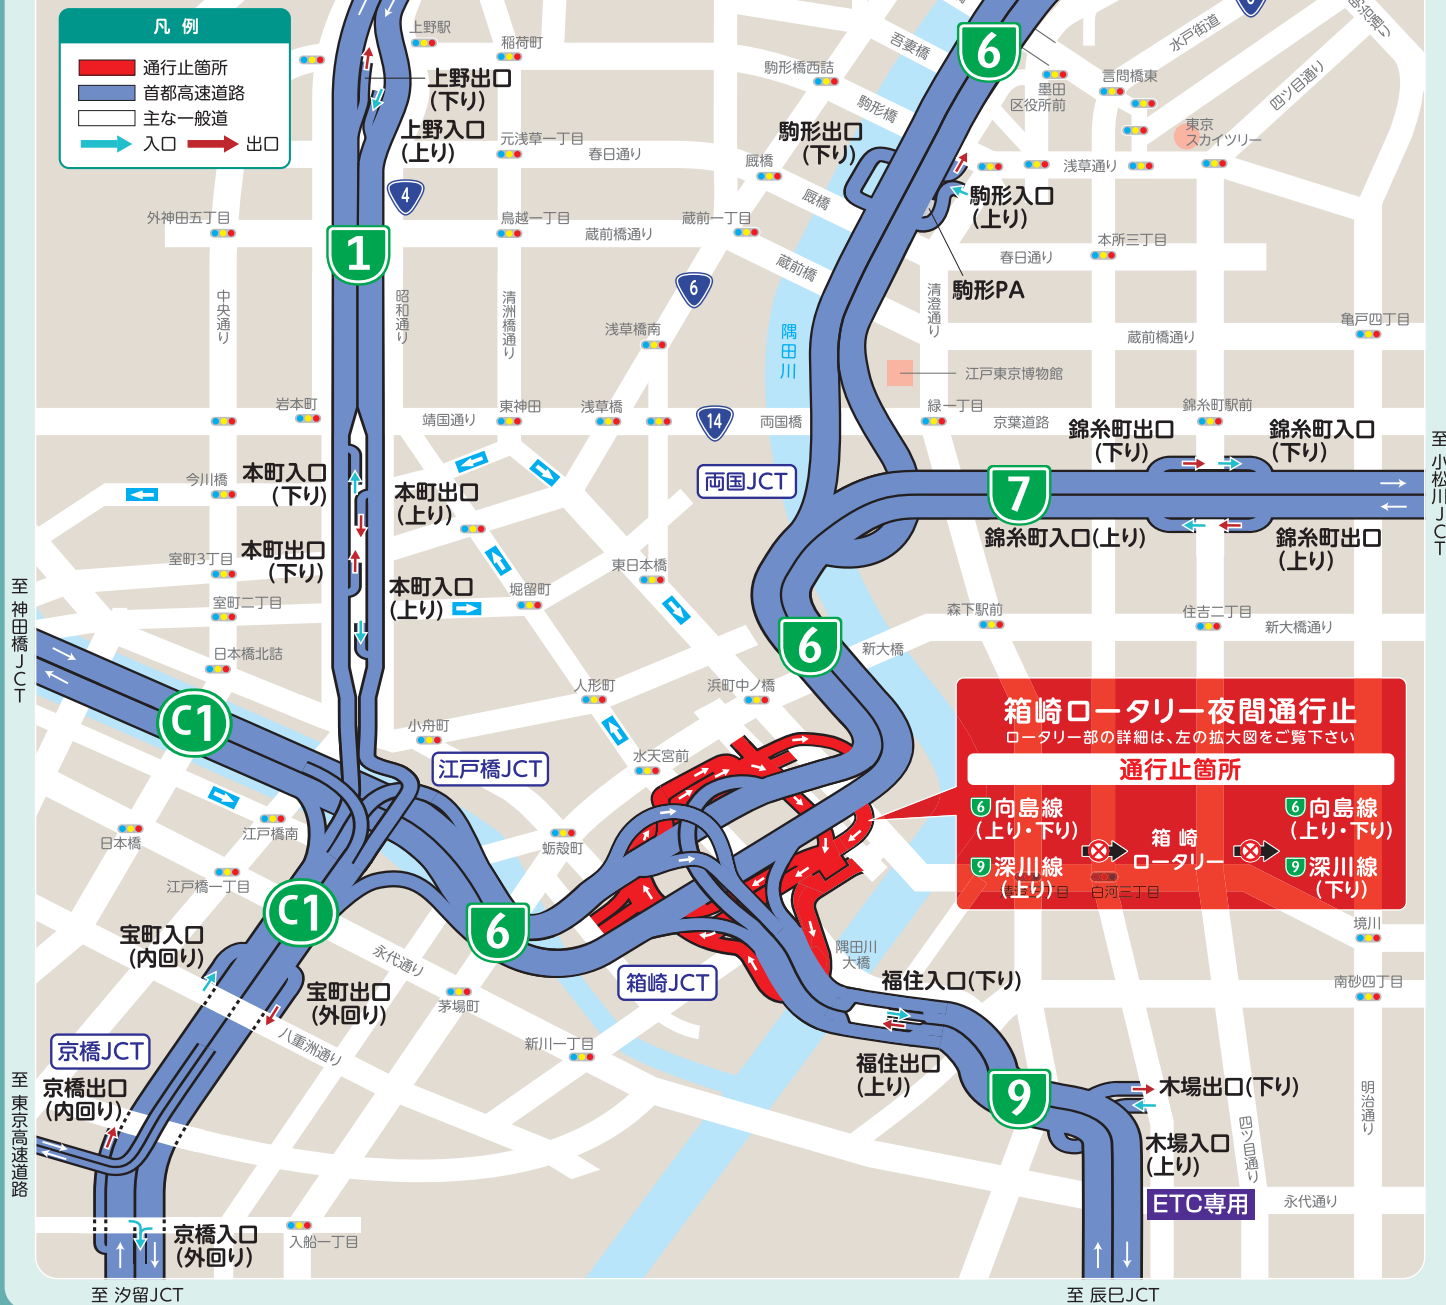 凡 例
通行止箇所
首都高速道路
主な一般道
入口
出口
上野駅
稲荷町
上野出口
(下り)
上野入口
(上り)
元浅草一丁目
春日通り
4
外神田五丁目
鳥越一丁目
蔵前橋通り
蔵前一丁目
1
中央通り
昭和通り
清洲橋通り
6
浅草橋南
岩本町
靖国通り
東神田
浅草橋
14
両国橋
吾妻橋
駒形橋西詰
駒形橋
駒形出口
(下り)
厩橋
厩橋
蔵前橋
隅田川
6
墨田
区役所前
言問橋東
水戸街道
四ツ目通り
明治通り
東京
スカイツリー
浅草通り
駒形入口
(上り)
本所三丁目
春日通り
駒形PA
清澄通り
蔵前橋通り
亀戸四丁目
江戸東京博物館
緑一丁目
京葉道路
錦糸町駅前
錦糸町出口
(下り)
錦糸町入口
(下り)
至 小松川JCT
両国JCT
7
錦糸町入口(上り)
錦糸町出口
(上り)
今川橋
本町入口
(下り)
本町出口
(上り)
室町3丁目
本町出口
(下り)
本町入口
(上り)
室町二丁目
日本橋北詰
堀留町
東日本橋
至 神田橋JCT
C1
森下駅前
住吉二丁目
新大橋通り
新大橋
6
人形町
浜町中ノ橋
小舟町
水天宮前
江戸橋JCT
江戸橋南
日本橋
蛎殻町
江戸橋一丁目
箱崎ロータリー夜間通行止
ロータリー部の詳細は、左の拡大図をご覧下さい
通行止箇所
6 向島線
(上り・下り)
9 深川線
(上り)
箱 崎
ロータリー
6 向島線
(上り・下り)
9 深川線
(下り)
白河三丁目
境川
C1
6
宝町入口
(内回り)
永代通り
宝町出口
(外回り)
茅場町
八重洲通り
箱崎JCT
新川一丁目
隅田川
大橋
福住入口(下り)
福住出口
(上り)
南砂四丁目
京橋JCT
京橋出口
(内回り)
至 東京高速道路
9
木場出口(下り)
木場入口
(上り)
ETC専用
四ツ目通り
明治通り
永代通り
京橋入口
(外回り)
入船一丁目
至 汐留JCT
至 辰巳JCT